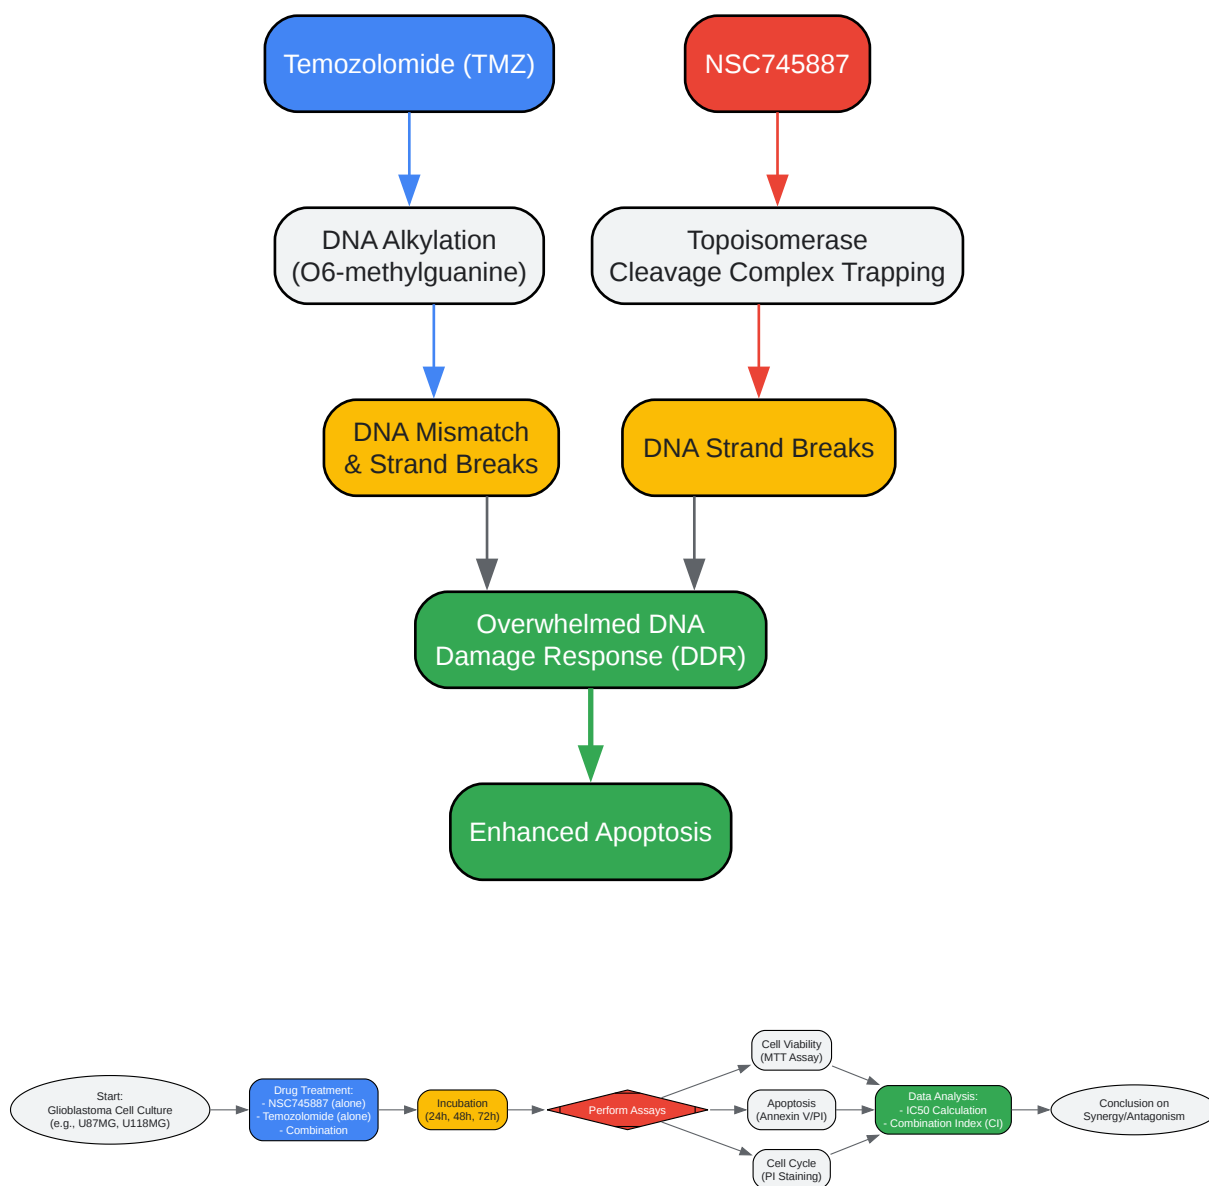 Temozolomide (TMZ)
NSC745887
DNA Alkylation
(O6-methylguanine)
Topoisomerase
Cleavage Complex Trapping
DNA Mismatch
& Strand Breaks
DNA Strand Breaks
Overwhelmed DNA
Damage Response (DDR)
Enhanced Apoptosis
Start:
Glioblastoma Cell Culture
(e.g., U87MG, U118MG)
Drug Treatment:
- NSC745887 (alone)
- Temozolomide (alone)
- Combination
Incubation
(24h, 48h, 72h)
Perform Assays
Cell Viability
(MTT Assay)
Apoptosis
(Annexin V/PI)
Cell Cycle
(PI Staining)
Data Analysis:
- IC50 Calculation
- Combination Index (CI)
Conclusion on
Synergy/Antagonism